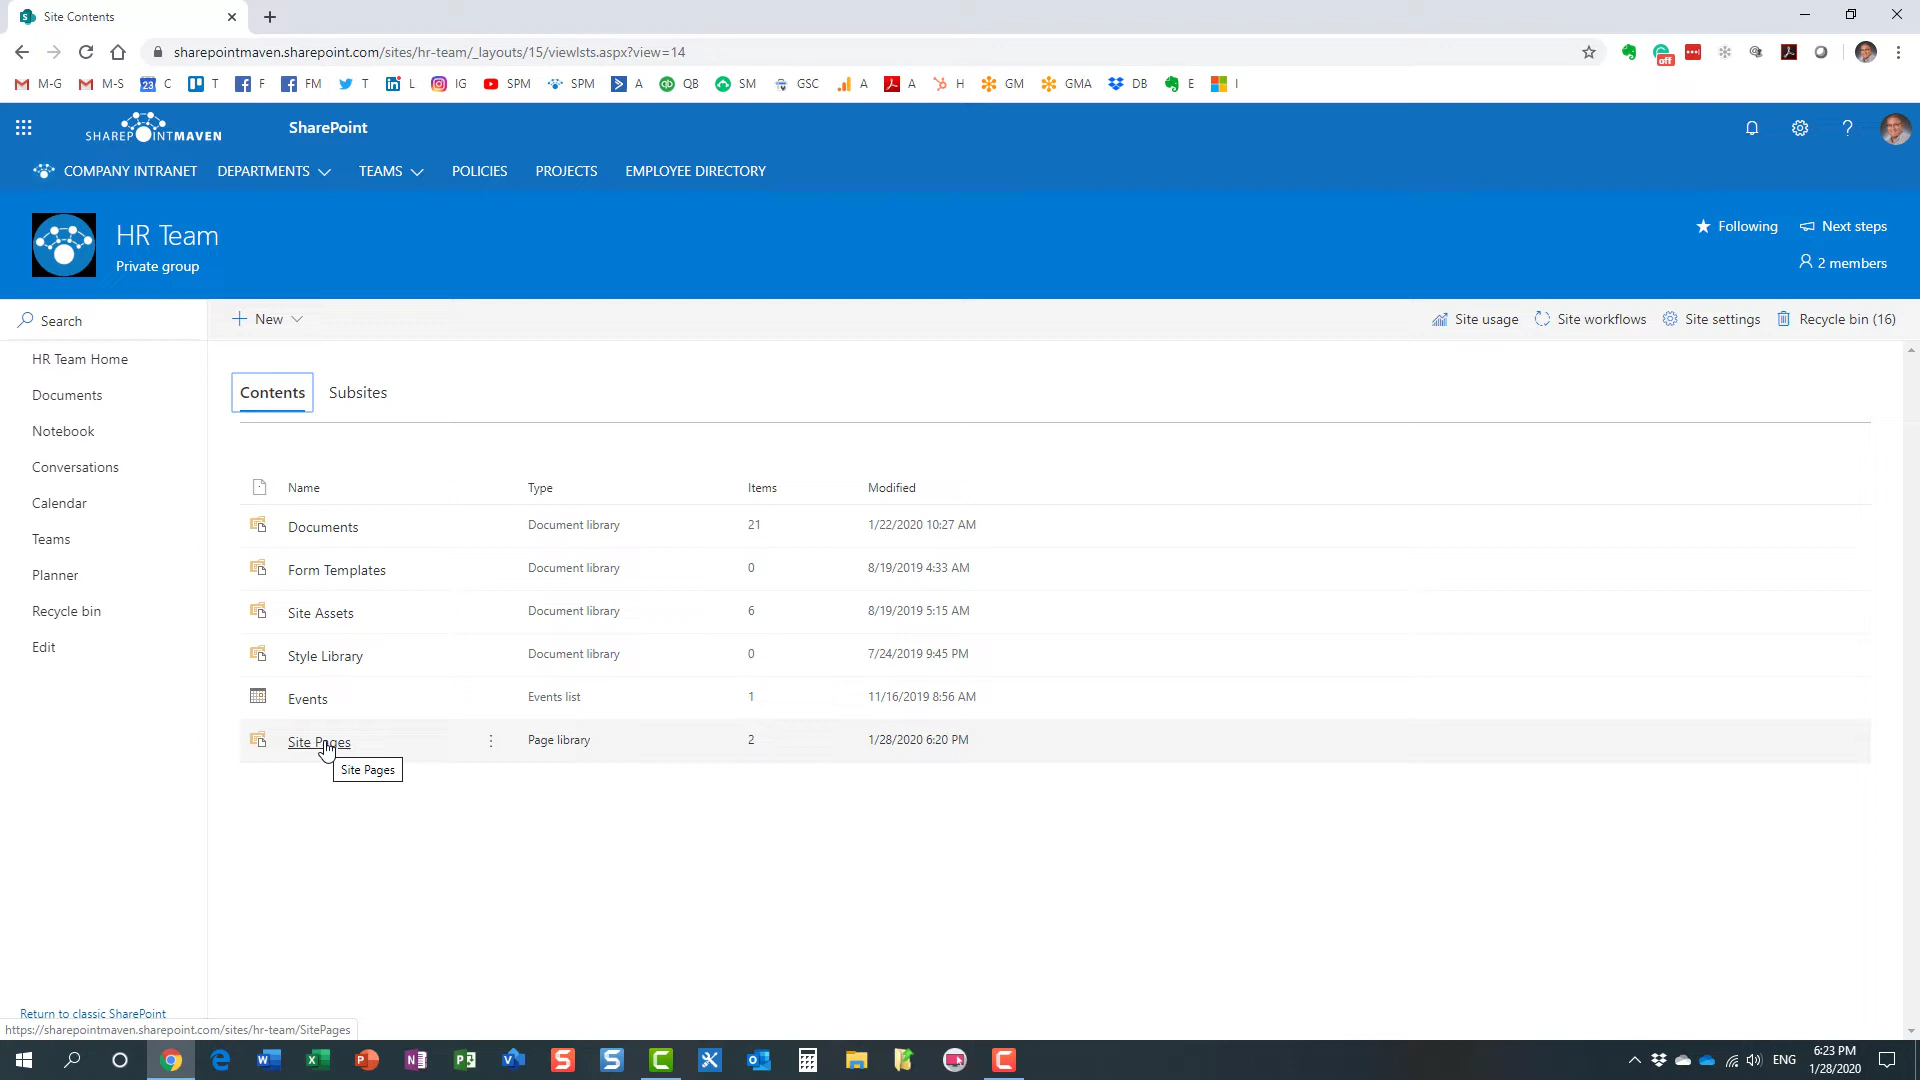 Site Contents
sharepointmaven.sharepoint.com/sites/hr-team/_layouts/15/viewlsts.aspx?view=14
off
M-G M-S 23 C T F FM T L IG SPM SPM A QB SM GSC A A H GM GMA DB E I
SHAREPOINTMAVEN SharePoint
COMPANY INTRANET DEPARTMENTS TEAMS POLICIES PROJECTS EMPLOYEE DIRECTORY
HR Team
Private group
Following Next steps
2 members
Search
New Site usage Site workflows Site settings Recycle bin (16)
HR Team Home
Documents
Notebook
Conversations
Calendar
Teams
Planner
Recycle bin
Edit
Contents Subsites
Name Type Items Modified
Documents Document library 21 1/22/2020 10:27 AM
Form Templates Document library 0 8/19/2019 4:33 AM
Site Assets Document library 6 8/19/2019 5:15 AM
Style Library Document library 0 7/24/2019 9:45 PM
Events Events list 1 11/16/2019 8:56 AM
Site Pages Page library 2 1/28/2020 6:20 PM
Site Pages
Return to classic SharePoint
https://sharepointmaven.sharepoint.com/sites/hr-team/SitePages
ENG 6:23 PM
1/28/2020